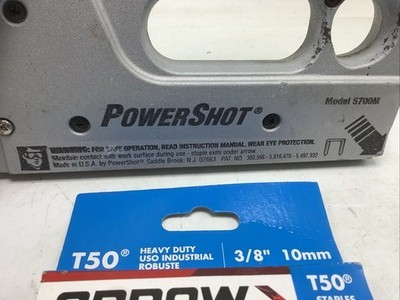 POWERSHOT®
Model 5700M
WARNING: FOR SAFE OPERATION, READ INSTRUCTION MANUAL. WEAR EYE PROTECTION.
Maintain contact with work surface during use - staple exits under arrow.
Made in U.S.A. by PowerShot® Saddle Brook, N.J. 07663 PAT. NO.
T50®
HEAVY DUTY
USO INDUSTRIAL
ROBUSTE
3/8" 10mm
ARROW
T50®
STAPLES